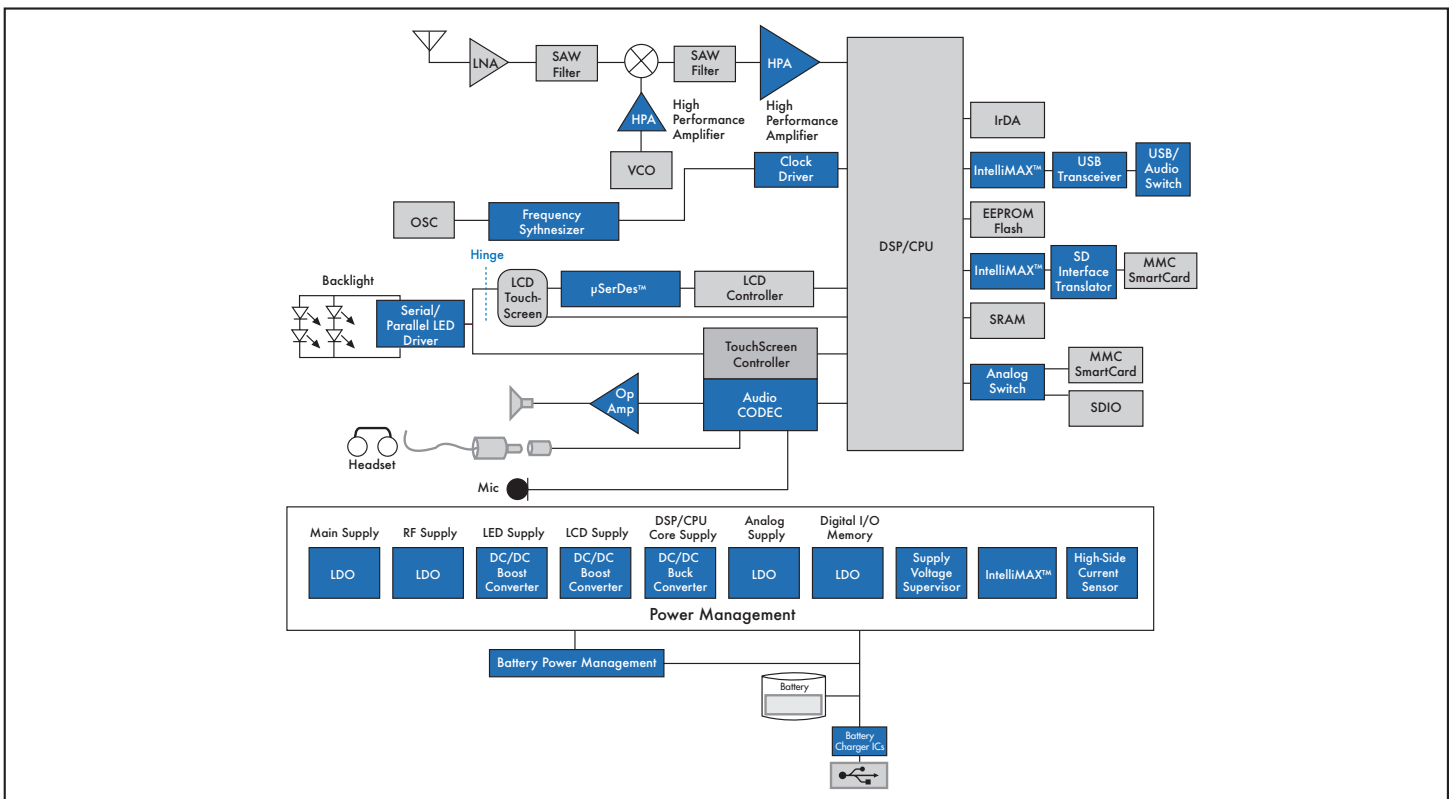 LNA
SAW
Filter
SAW
Filter
HPA
HPA
High
Performance
Amplifier
High
Performance
Amplifier
VCO
Clock
Driver
OSC
Frequency
Sythnesizer
DSP/CPU
IrDA
IntelliMAX™
USB
Transceiver
USB/
Audio
Switch
EEPROM
Flash
IntelliMAX™
SD
Interface
Translator
MMC
SmartCard
SRAM
Analog
Switch
MMC
SmartCard
SDIO
Hinge
Backlight
Serial/
Parallel LED
Driver
LCD
Touch-
Screen
µSerDes™
LCD
Controller
TouchScreen
Controller
Op
Amp
Audio
CODEC
Headset
Mic
Main Supply
LDO
RF Supply
LDO
LED Supply
DC/DC
Boost
Converter
LCD Supply
DC/DC
Boost
Converter
DSP/CPU
Core Supply
DC/DC
Buck
Converter
Analog
Supply
LDO
Digital I/O
Memory
LDO
Supply
Voltage
Supervisor
IntelliMAX™
High-Side
Current
Sensor
Power Management
Battery Power Management
Battery
Battery
Charger ICs